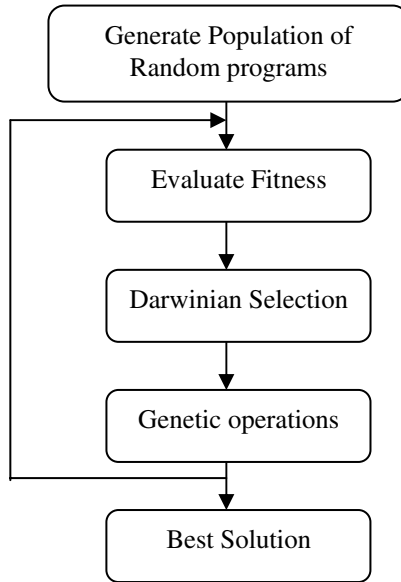 Generate Population of
Random programs
Evaluate Fitness
Darwinian Selection
Genetic operations
Best Solution